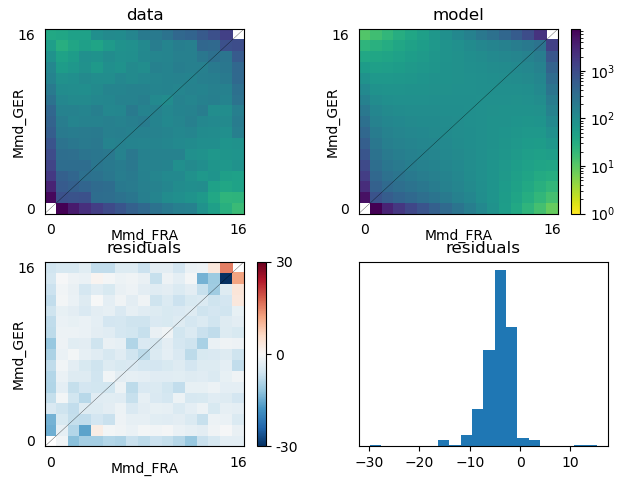 data
model
16
Mmd_GER
0
0
16
Mmd_FRA
16
Mmd_GER
0
0
16
Mmd_FRA
10³
10²
10¹
10⁰
residuals
residuals
16
Mmd_GER
0
0
16
Mmd_FRA
30
0
-30
−30
−20
−10
0
10